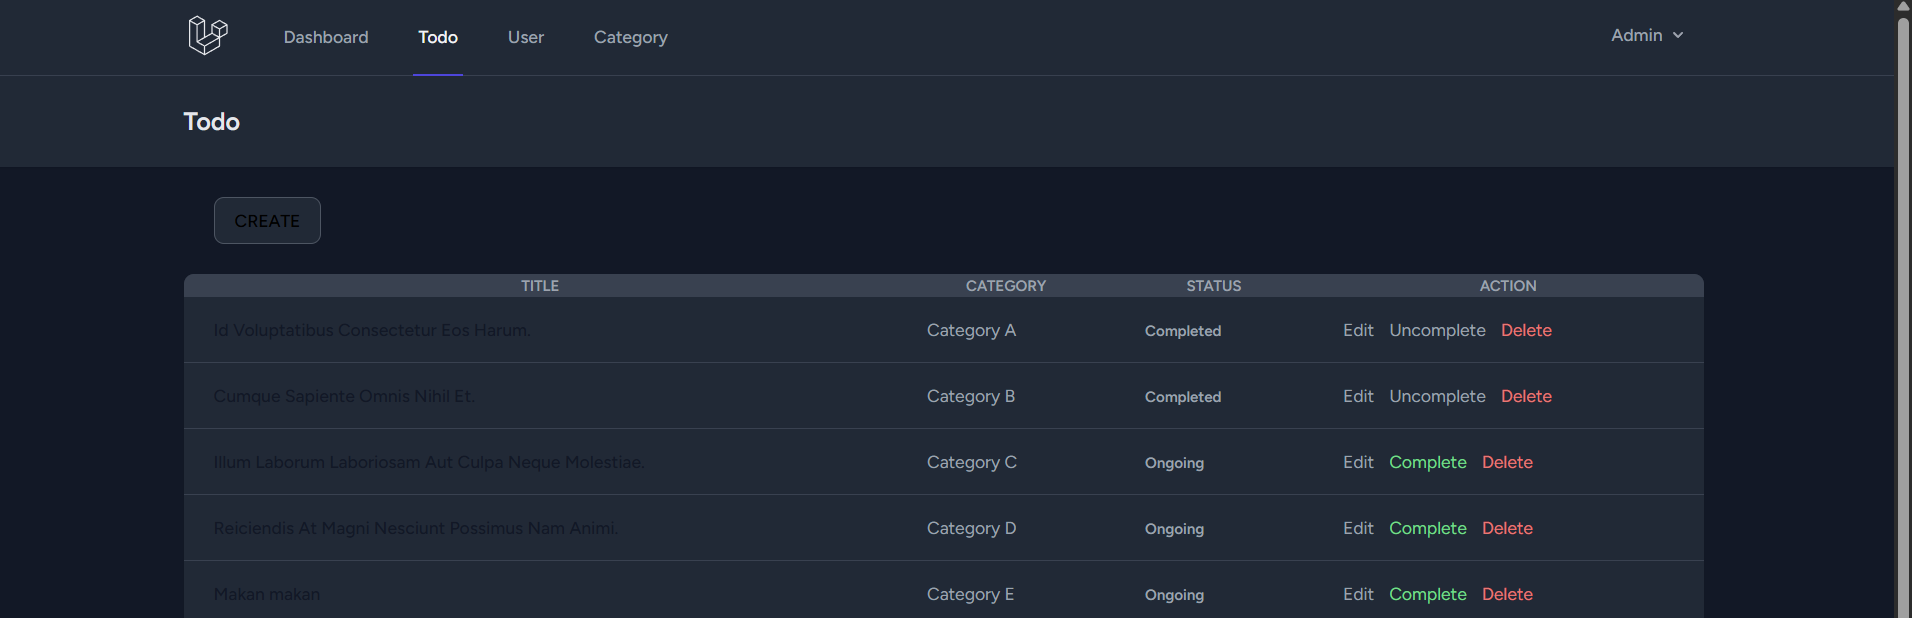 Dashboard Todo User Category Admin
Todo
CREATE
TITLE CATEGORY STATUS ACTION
Id Voluptatibus Consectetur Eos Harum. Category A Completed Edit Uncomplete Delete
Cumque Sapiente Omnis Nihil Et. Category B Completed Edit Uncomplete Delete
Illum Laborum Laboriosam Aut Culpa Neque Molestiae. Category C Ongoing Edit Complete Delete
Reiciendis At Magni Nesciunt Possimus Nam Animi. Category D Ongoing Edit Complete Delete
Makan makan Category E Ongoing Edit Complete Delete